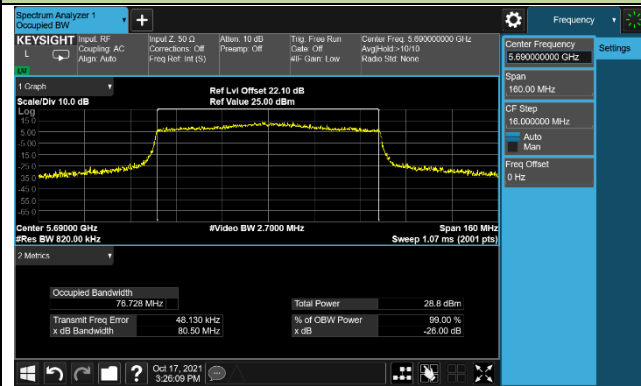 Spectrum Analyzer 1
Occupied BW
Frequency
KEYSIGHT
L
Input: RF
Coupling: AC
Align: Auto
Input Z: 50 Ω
Corrections: Off
Freq Ref: Int (S)
Atten: 10 dB
Preamp: Off
Trig: Free Run
Gate: Off
#IF Gain: Low
Center Freq: 5.690000000 GHz
Avg|Hold:>10/10
Radio Std: None
Center Frequency
5.690000000 GHz
Settings
Span
160.00 MHz
CF Step
16.000000 MHz
Auto
Man
Freq Offset
0 Hz
1 Graph
Scale/Div 10.0 dB
Ref Lvl Offset 22.10 dB
Ref Value 25.00 dBm
Log
15.0
5.00
-5.00
-15.0
-25.0
-35.0
-45.0
-55.0
-65.0
Center 5.69000 GHz
#Video BW 2.7000 MHz
Span 160 MHz
#Res BW 820.00 kHz
Sweep 1.07 ms (2001 pts)
2 Metrics
Occupied Bandwidth
76.728 MHz
Total Power
28.8 dBm
Transmit Freq Error
48.130 kHz
% of OBW Power
99.00 %
x dB Bandwidth
80.50 MHz
x dB
-26.00 dB
Oct 17, 2021
3:26:09 PM